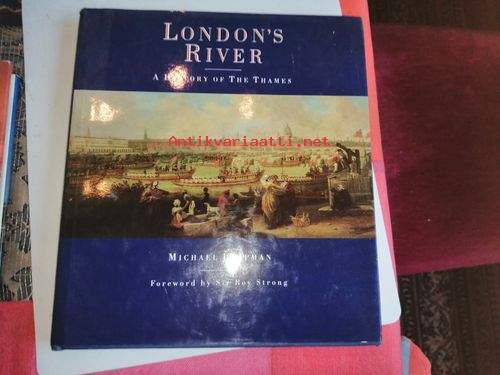 LONDON'S
RIVER
A HISTORY OF THE THAMES
Antikvariaatti.net
MICHAEL
Foreword by Sir Roy Strong